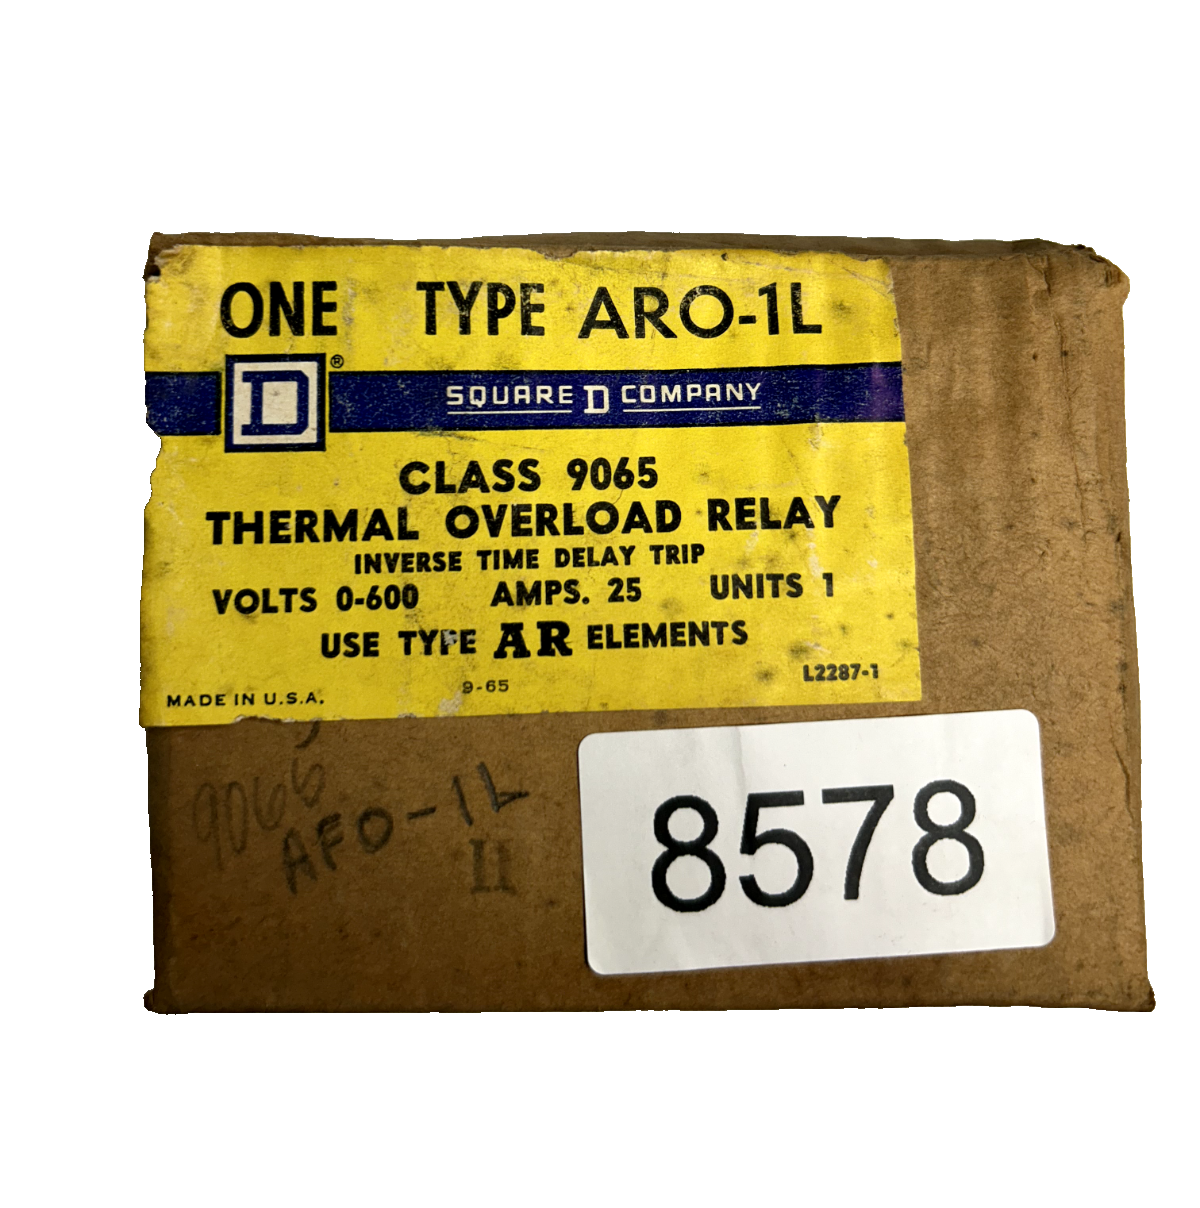 ONE TYPE ARO-1L
D ®
SQUARE D COMPANY
CLASS 9065
THERMAL OVERLOAD RELAY
INVERSE TIME DELAY TRIP
VOLTS 0-600 AMPS. 25 UNITS 1
USE TYPE AR ELEMENTS
L2287-1
MADE IN U.S.A. 9-65
9066
AFO-1L
II
8578